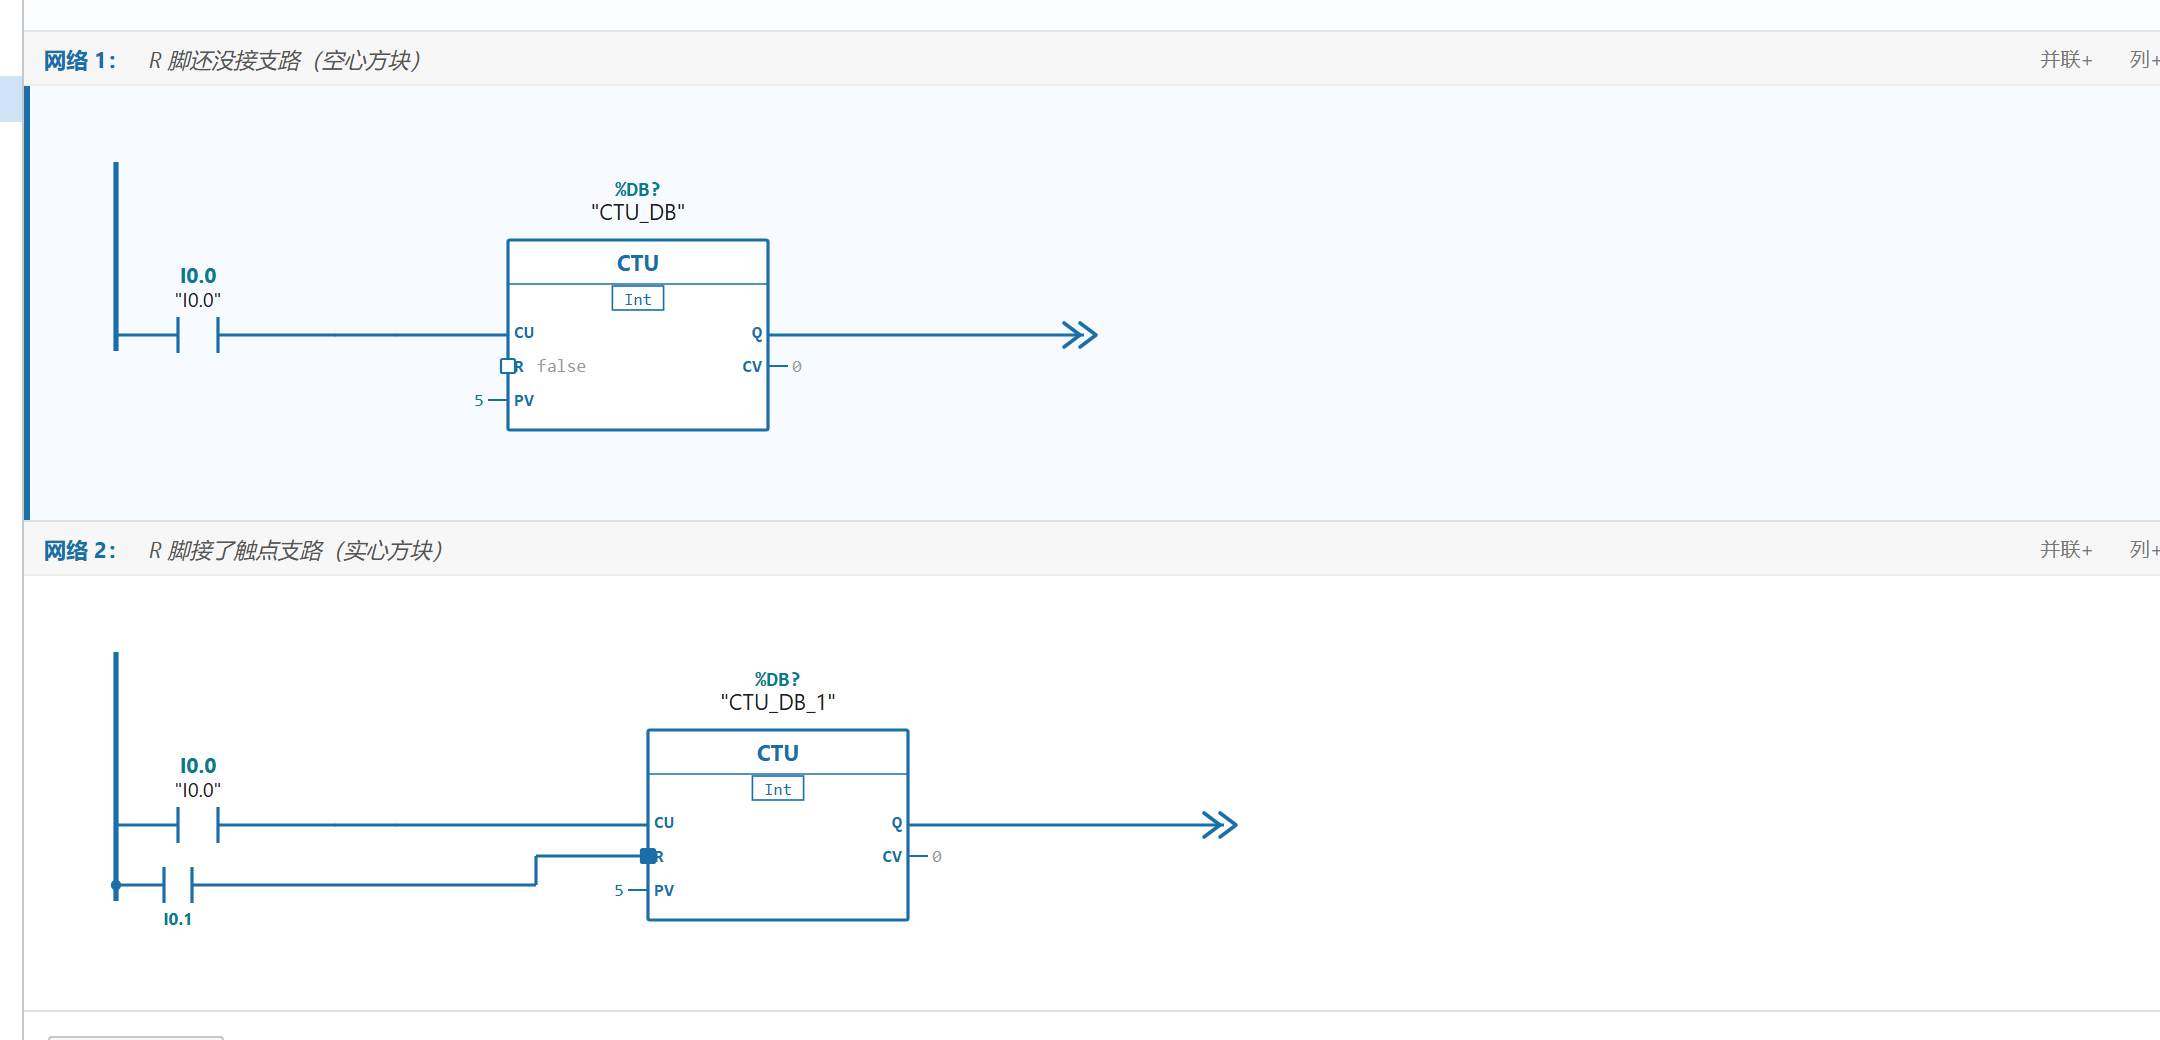 网络 1： R 脚还没接支路（空心方块） 并联+ 列+
%DB?
"CTU_DB"
CTU
Int
I0.0
"I0.0"
CU Q
R false CV 0
5 PV
网络 2： R 脚接了触点支路（实心方块） 并联+ 列+
%DB?
"CTU_DB_1"
CTU
Int
I0.0
"I0.0"
CU Q
R CV 0
5 PV
I0.1